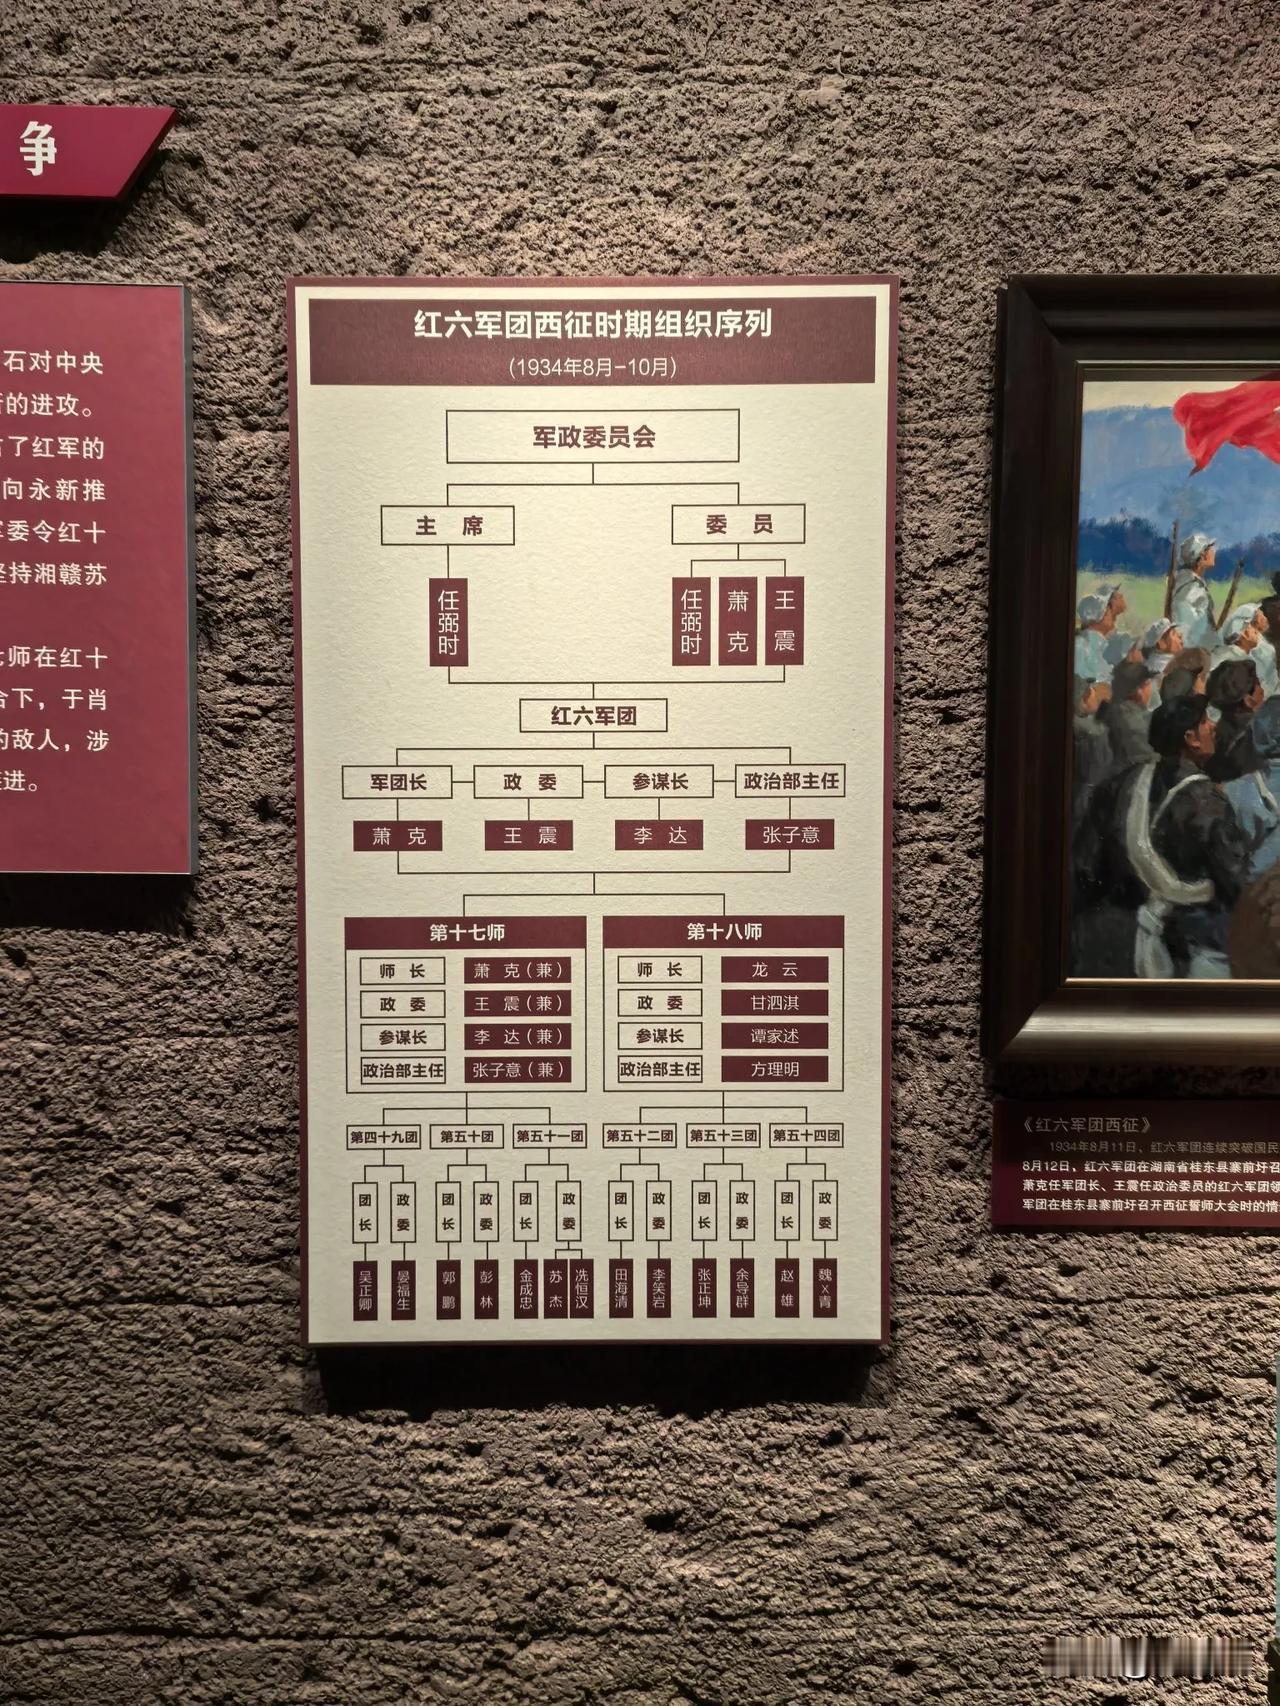 争
石对中央
的进攻。
了红军的
向永新推
军委令红十
坚持湘赣苏
师在红十
合下，于肖
的敌人，涉
进。
红六军团西征时期组织序列
(1934年8月-10月)
军政委员会
主 席 委 员
任弼时 任弼时 萧克 王震
红六军团
军团长 政 委 参谋长 政治部主任
萧 克 王 震 李 达 张子意
第十七师 第十八师
师 长 萧 克（兼） 师 长 龙 云
政 委 王 震（兼） 政 委 甘泗淇
参谋长 李 达（兼） 参谋长 谭家述
政治部主任 张子意（兼） 政治部主任 方理明
第四十九团 第五十团 第五十一团 第五十二团 第五十三团 第五十四团
团长 政委 团长 政委 团长 政委 团长 政委 团长 政委 团长 政委
吴正卿 晏福生 郭鹏 彭林 金成忠 苏杰 冼恒汉 田海清 李笑岩 张正坤 余导群 赵雄 魏x青
《红六军团西征》
1934年8月11日，红六军团连续突破国民
8月12日，红六军团在湖南省桂东县寨前圩召
萧克任军团长、王震任政治委员的红六军团领
军团在桂东县寨前圩召开西征誓师大会时的情